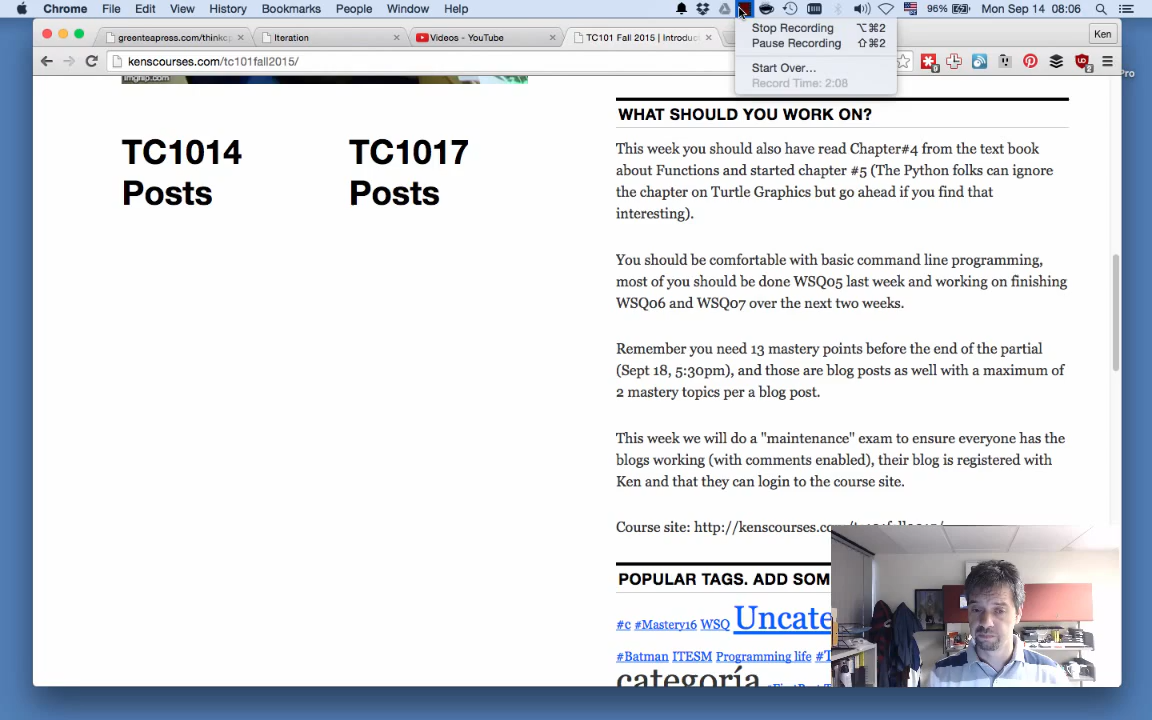 Chrome File Edit View History Bookmarks People Window Help 96% Mon Sep 14 08:06
greenteapress.com/thinkcp Iteration Videos - YouTube TC101 Fall 2015 | Introduc Ken
kenscourses.com/tc101fall2015/
Stop Recording ⌥⌘2
Pause Recording ⇧⌘2
Start Over...
Record Time: 2:08
Pro
imgflip.com
TC1014
Posts
TC1017
Posts
WHAT SHOULD YOU WORK ON?
This week you should also have read Chapter#4 from the text book
about Functions and started chapter #5 (The Python folks can ignore
the chapter on Turtle Graphics but go ahead if you find that
interesting).
You should be comfortable with basic command line programming,
most of you should be done WSQ05 last week and working on finishing
WSQ06 and WSQ07 over the next two weeks.
Remember you need 13 mastery points before the end of the partial
(Sept 18, 5:30pm), and those are blog posts as well with a maximum of
2 mastery topics per a blog post.
This week we will do a "maintenance" exam to ensure everyone has the
blogs working (with comments enabled), their blog is registered with
Ken and that they can login to the course site.
Course site: http://kenscourses.co
POPULAR TAGS. ADD SOM
#c #Mastery16 WSQ Uncate
#Batman ITESM Programming life
categoría